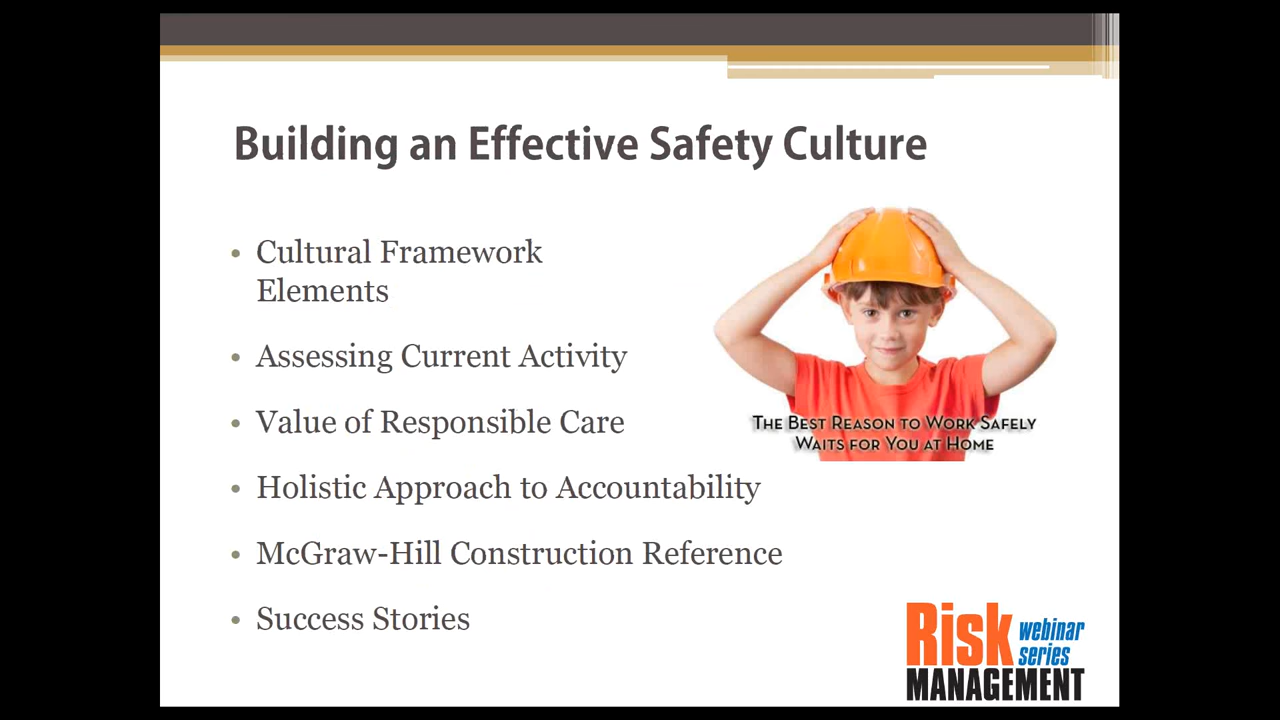 Building an Effective Safety Culture
• Cultural Framework
Elements
• Assessing Current Activity
• Value of Responsible Care
• Holistic Approach to Accountability
• McGraw-Hill Construction Reference
• Success Stories
THE BEST REASON TO WORK SAFELY
WAITS FOR YOU AT HOME
Risk webinar
series
MANAGEMENT